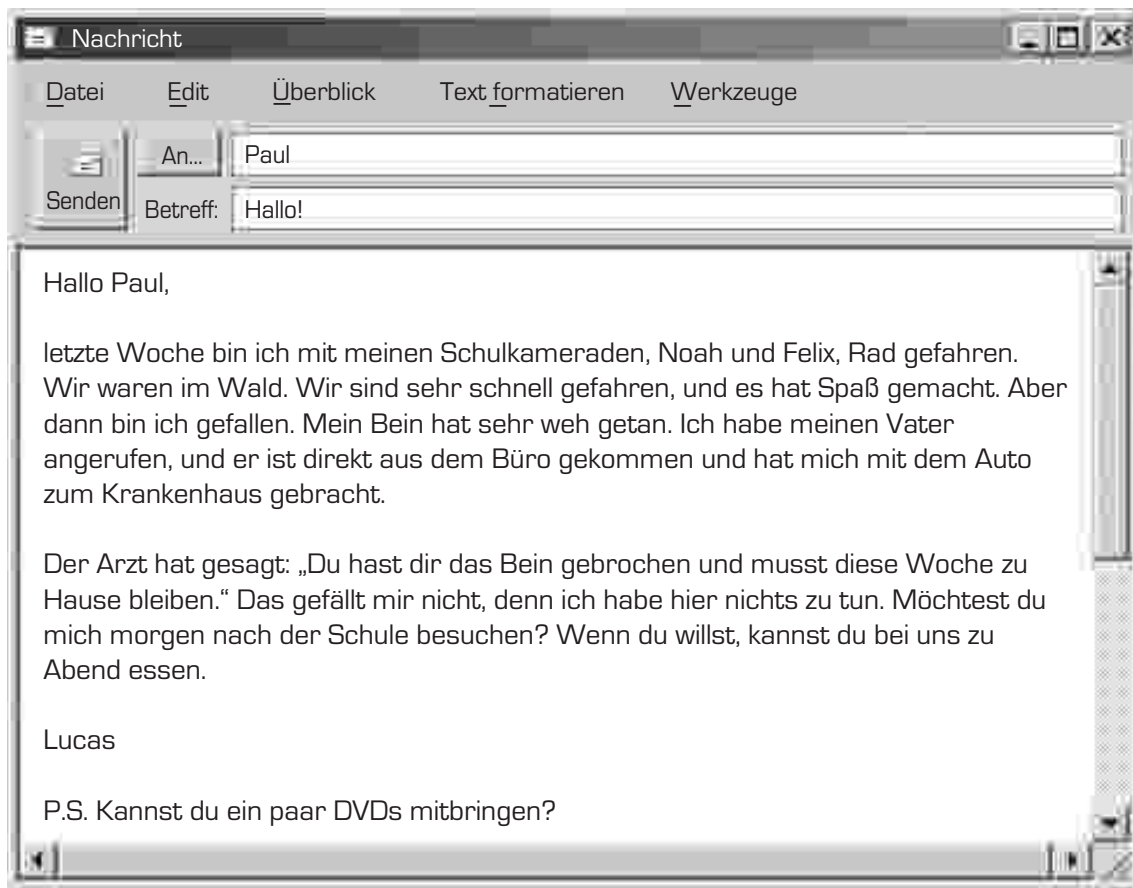 Nachricht
Datei Edit Überblick Text formatieren Werkzeuge
An... Paul
Senden Betreff: Hallo!
Hallo Paul,
letzte Woche bin ich mit meinen Schulkameraden, Noah und Felix, Rad gefahren.
Wir waren im Wald. Wir sind sehr schnell gefahren, und es hat Spaß gemacht. Aber
dann bin ich gefallen. Mein Bein hat sehr weh getan. Ich habe meinen Vater
angerufen, und er ist direkt aus dem Büro gekommen und hat mich mit dem Auto
zum Krankenhaus gebracht.
Der Arzt hat gesagt: „Du hast dir das Bein gebrochen und musst diese Woche zu
Hause bleiben.“ Das gefällt mir nicht, denn ich habe hier nichts zu tun. Möchtest du
mich morgen nach der Schule besuchen? Wenn du willst, kannst du bei uns zu
Abend essen.
Lucas
P.S. Kannst du ein paar DVDs mitbringen?